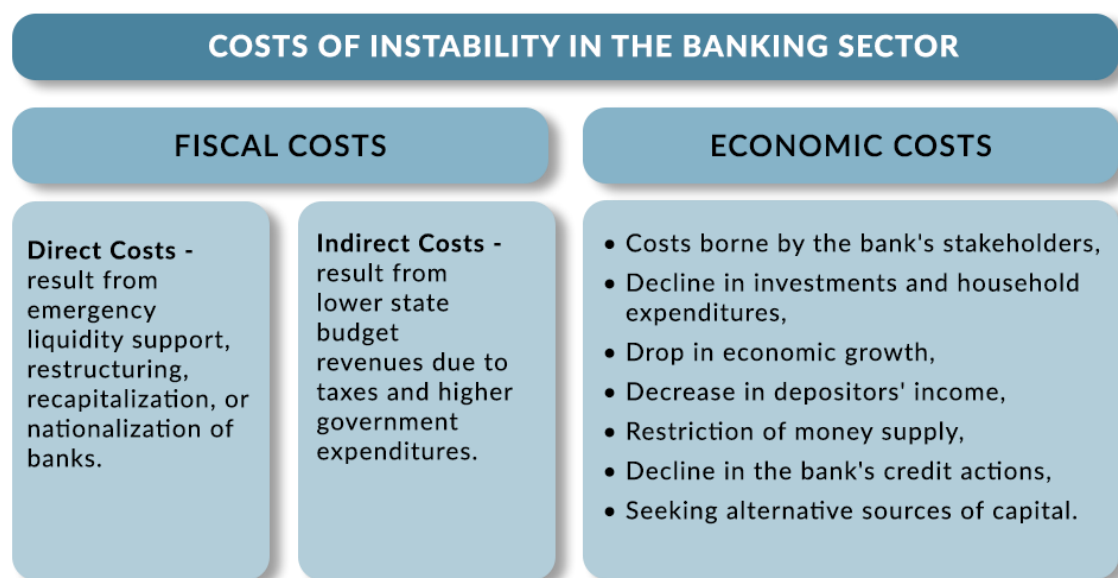 COSTS OF INSTABILITY IN THE BANKING SECTOR
FISCAL COSTS
Direct Costs -
result from
emergency
liquidity support,
restructuring,
recapitalization, or
nationalization of
banks.
Indirect Costs -
result from
lower state
budget
revenues due to
taxes and higher
government
expenditures.
ECONOMIC COSTS
• Costs borne by the bank's stakeholders,
• Decline in investments and household
expenditures,
• Drop in economic growth,
• Decrease in depositors' income,
• Restriction of money supply,
• Decline in the bank's credit actions,
• Seeking alternative sources of capital.